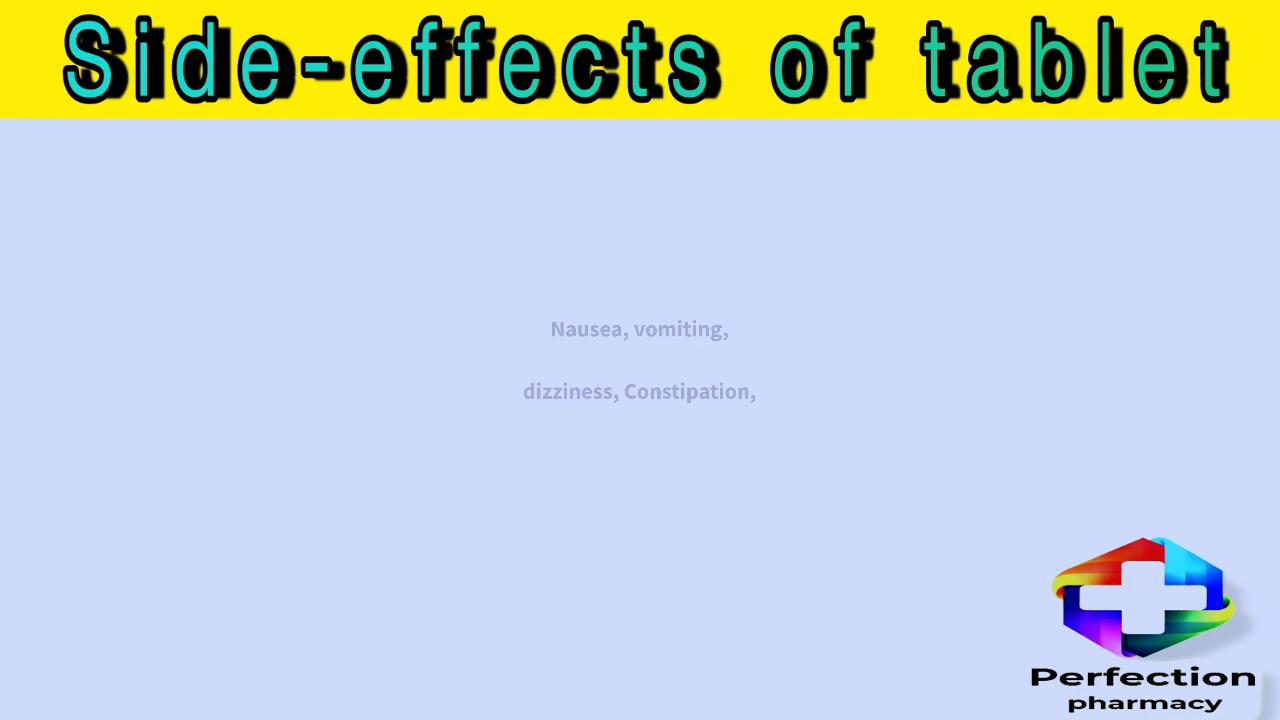 Side-effects of tablet
Nausea, vomiting,
dizziness, Constipation,
Perfection
pharmacy